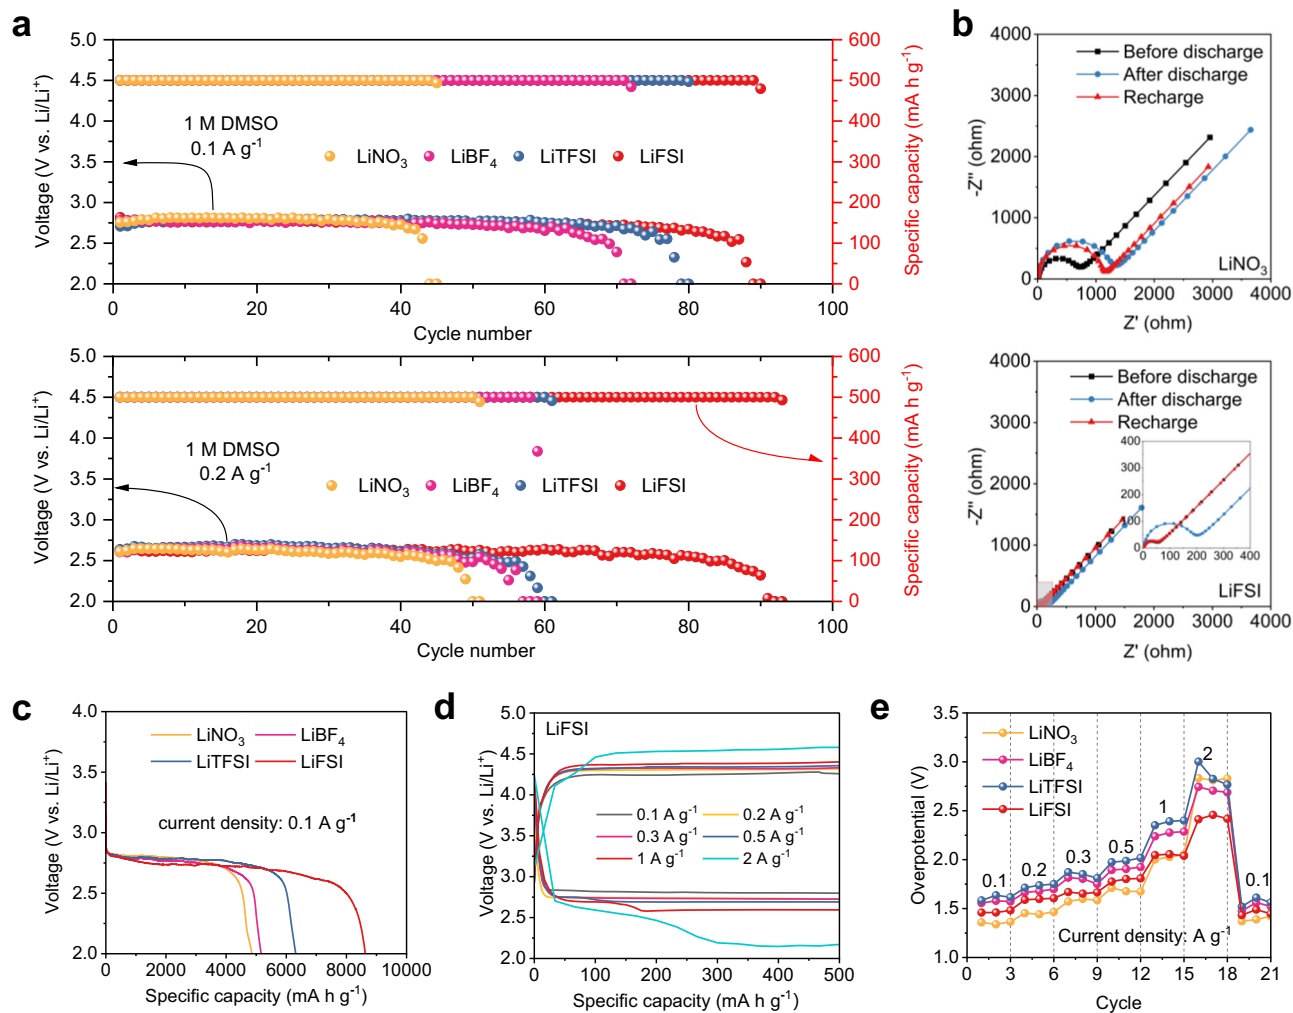 a
5.0
4.5
4.0
3.5
3.0
2.5
2.0
Voltage (V vs. Li/Li⁺)
600
500
400
300
200
100
0
Specific capacity (mA h g⁻¹)
1 M DMSO
0.1 A g⁻¹
LiNO₃ LiBF₄ LiTFSI LiFSI
0 20 40 60 80 100
Cycle number
5.0
4.5
4.0
3.5
3.0
2.5
2.0
Voltage (V vs. Li/Li⁺)
600
500
400
300
200
100
0
Specific capacity (mA h g⁻¹)
1 M DMSO
0.2 A g⁻¹
LiNO₃ LiBF₄ LiTFSI LiFSI
0 20 40 60 80 100
Cycle number
b
4000
3000
2000
1000
0
-Z'' (ohm)
Before discharge
After discharge
Recharge
LiNO₃
0 1000 2000 3000 4000
Z' (ohm)
4000
3000
2000
1000
0
-Z'' (ohm)
Before discharge
After discharge
Recharge
400
300
200
100
0
0 100 200 300 400
LiFSI
0 1000 2000 3000 4000
Z' (ohm)
c
4.0
3.5
3.0
2.5
2.0
Voltage (V vs. Li/Li⁺)
LiNO₃ LiBF₄
LiTFSI LiFSI
current density: 0.1 A g⁻¹
0 2000 4000 6000 8000 10000
Specific capacity (mA h g⁻¹)
d
5.0
4.5
4.0
3.5
3.0
2.5
2.0
Voltage (V vs. Li/Li⁺)
LiFSI
0.1 A g⁻¹ 0.2 A g⁻¹
0.3 A g⁻¹ 0.5 A g⁻¹
1 A g⁻¹ 2 A g⁻¹
0 100 200 300 400 500
Specific capacity (mA h g⁻¹)
e
3.5
3.0
2.5
2.0
1.5
1.0
Overpotential (V)
LiNO₃
LiBF₄
LiTFSI
LiFSI
0.1 0.2 0.3 0.5 1 2 0.1
Current density: A g⁻¹
0 3 6 9 12 15 18 21
Cycle